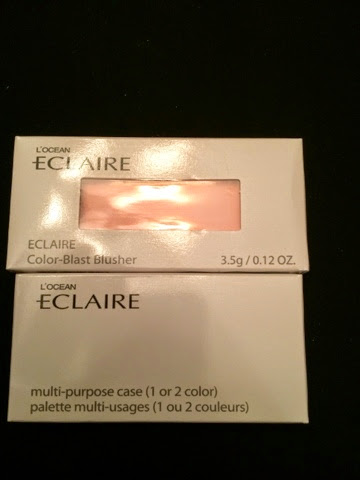 L'OCEAN
ECLAIRE
ECLAIRE
Color-Blast Blusher 3.5g / 0.12 OZ.
L'OCEAN
ECLAIRE
multi-purpose case (1 or 2 color)
palette multi-usages (1 ou 2 couleurs)